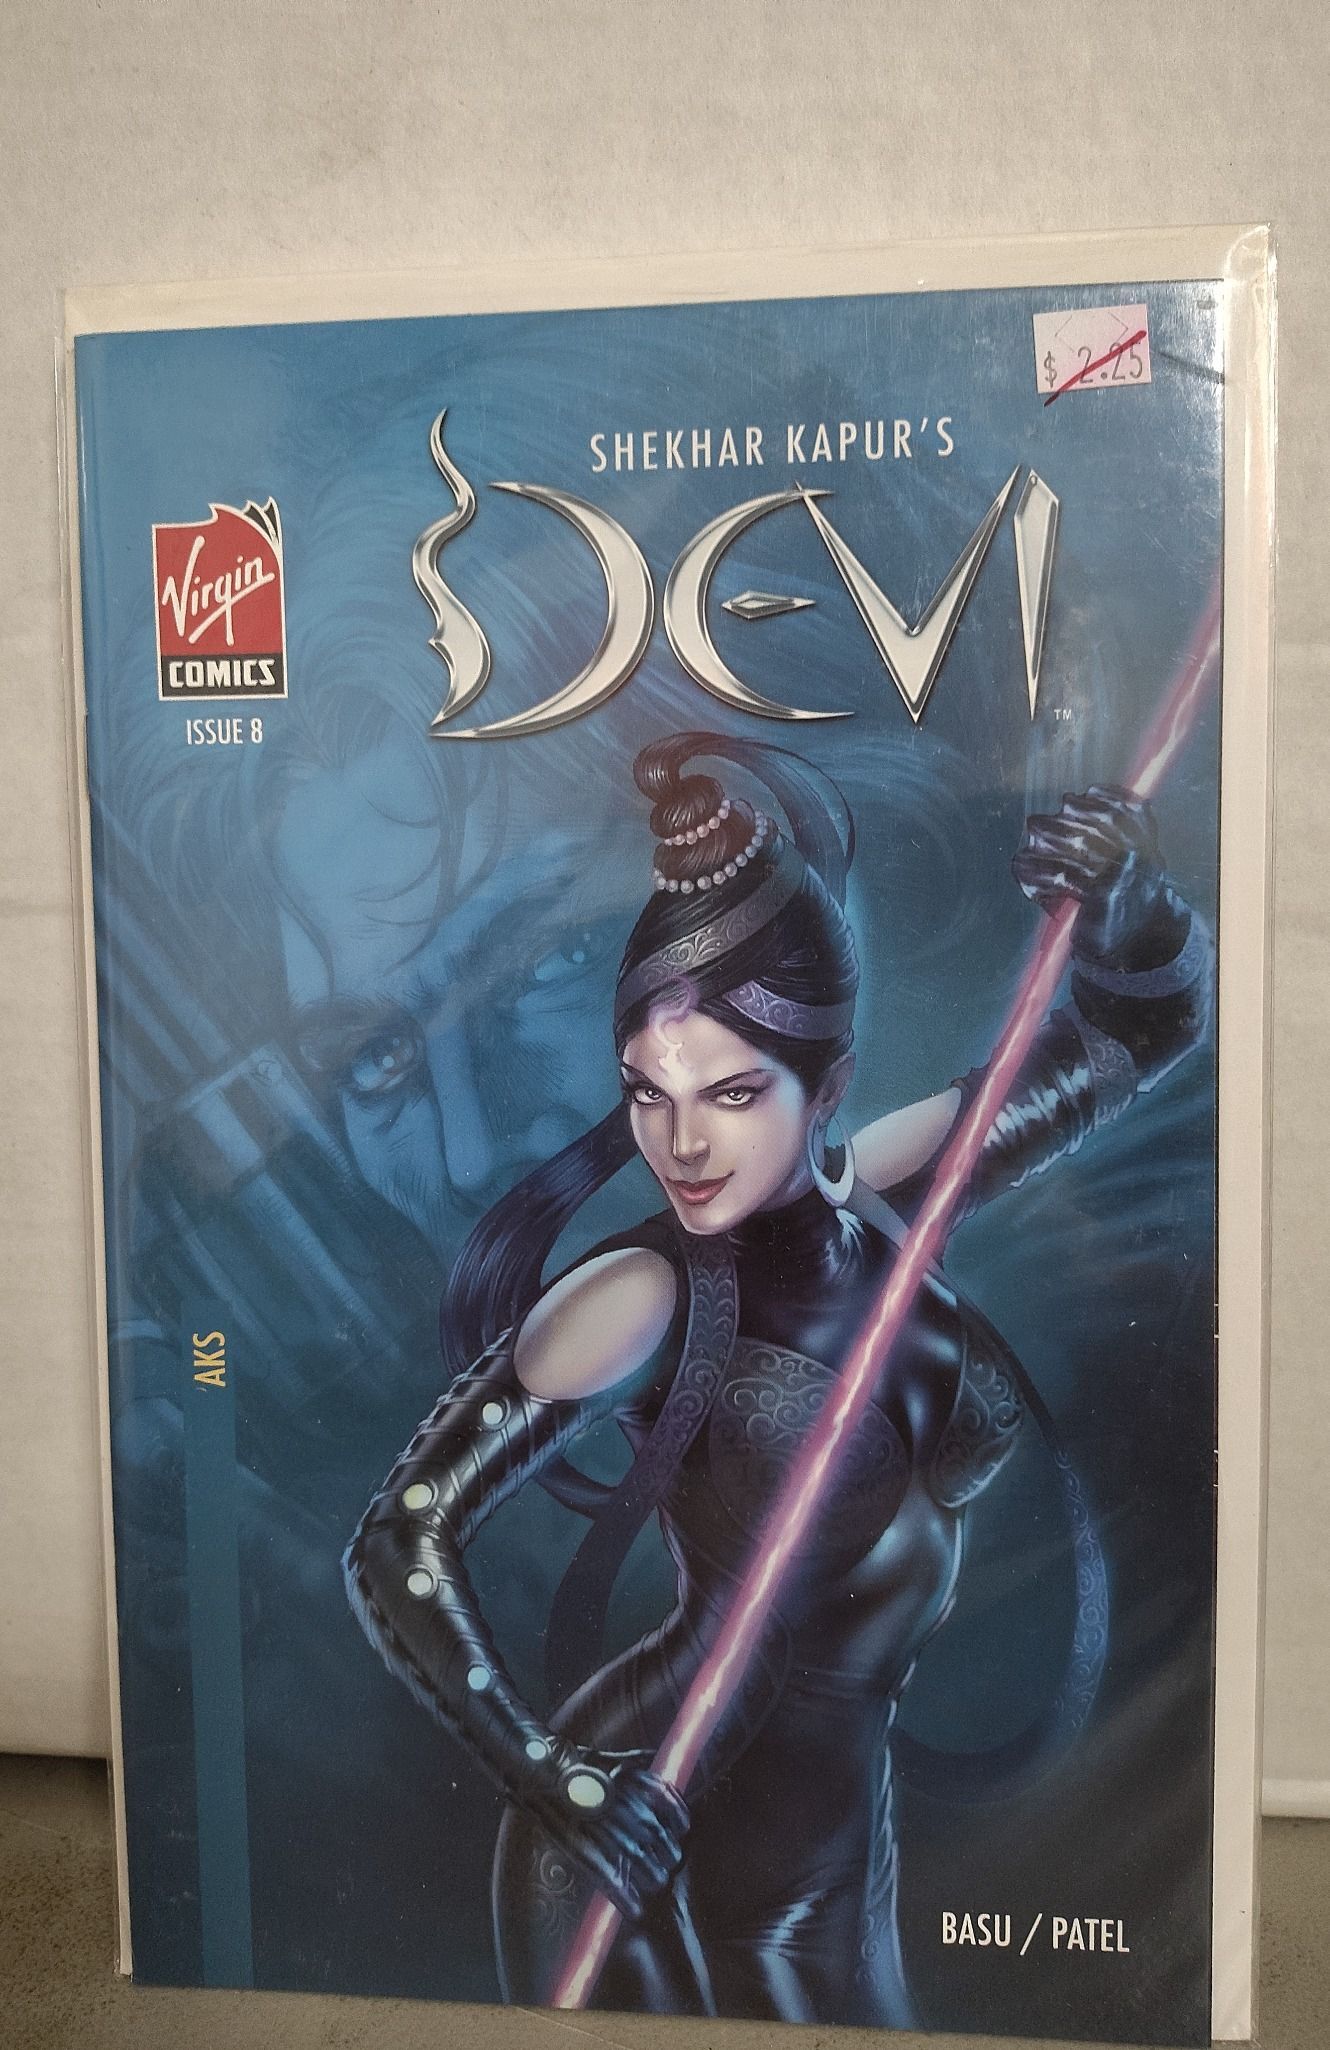 $ 2.25
SHEKHAR KAPUR'S
DEVI
TM
Virgin
COMICS
ISSUE 8
'AKS
BASU / PATEL